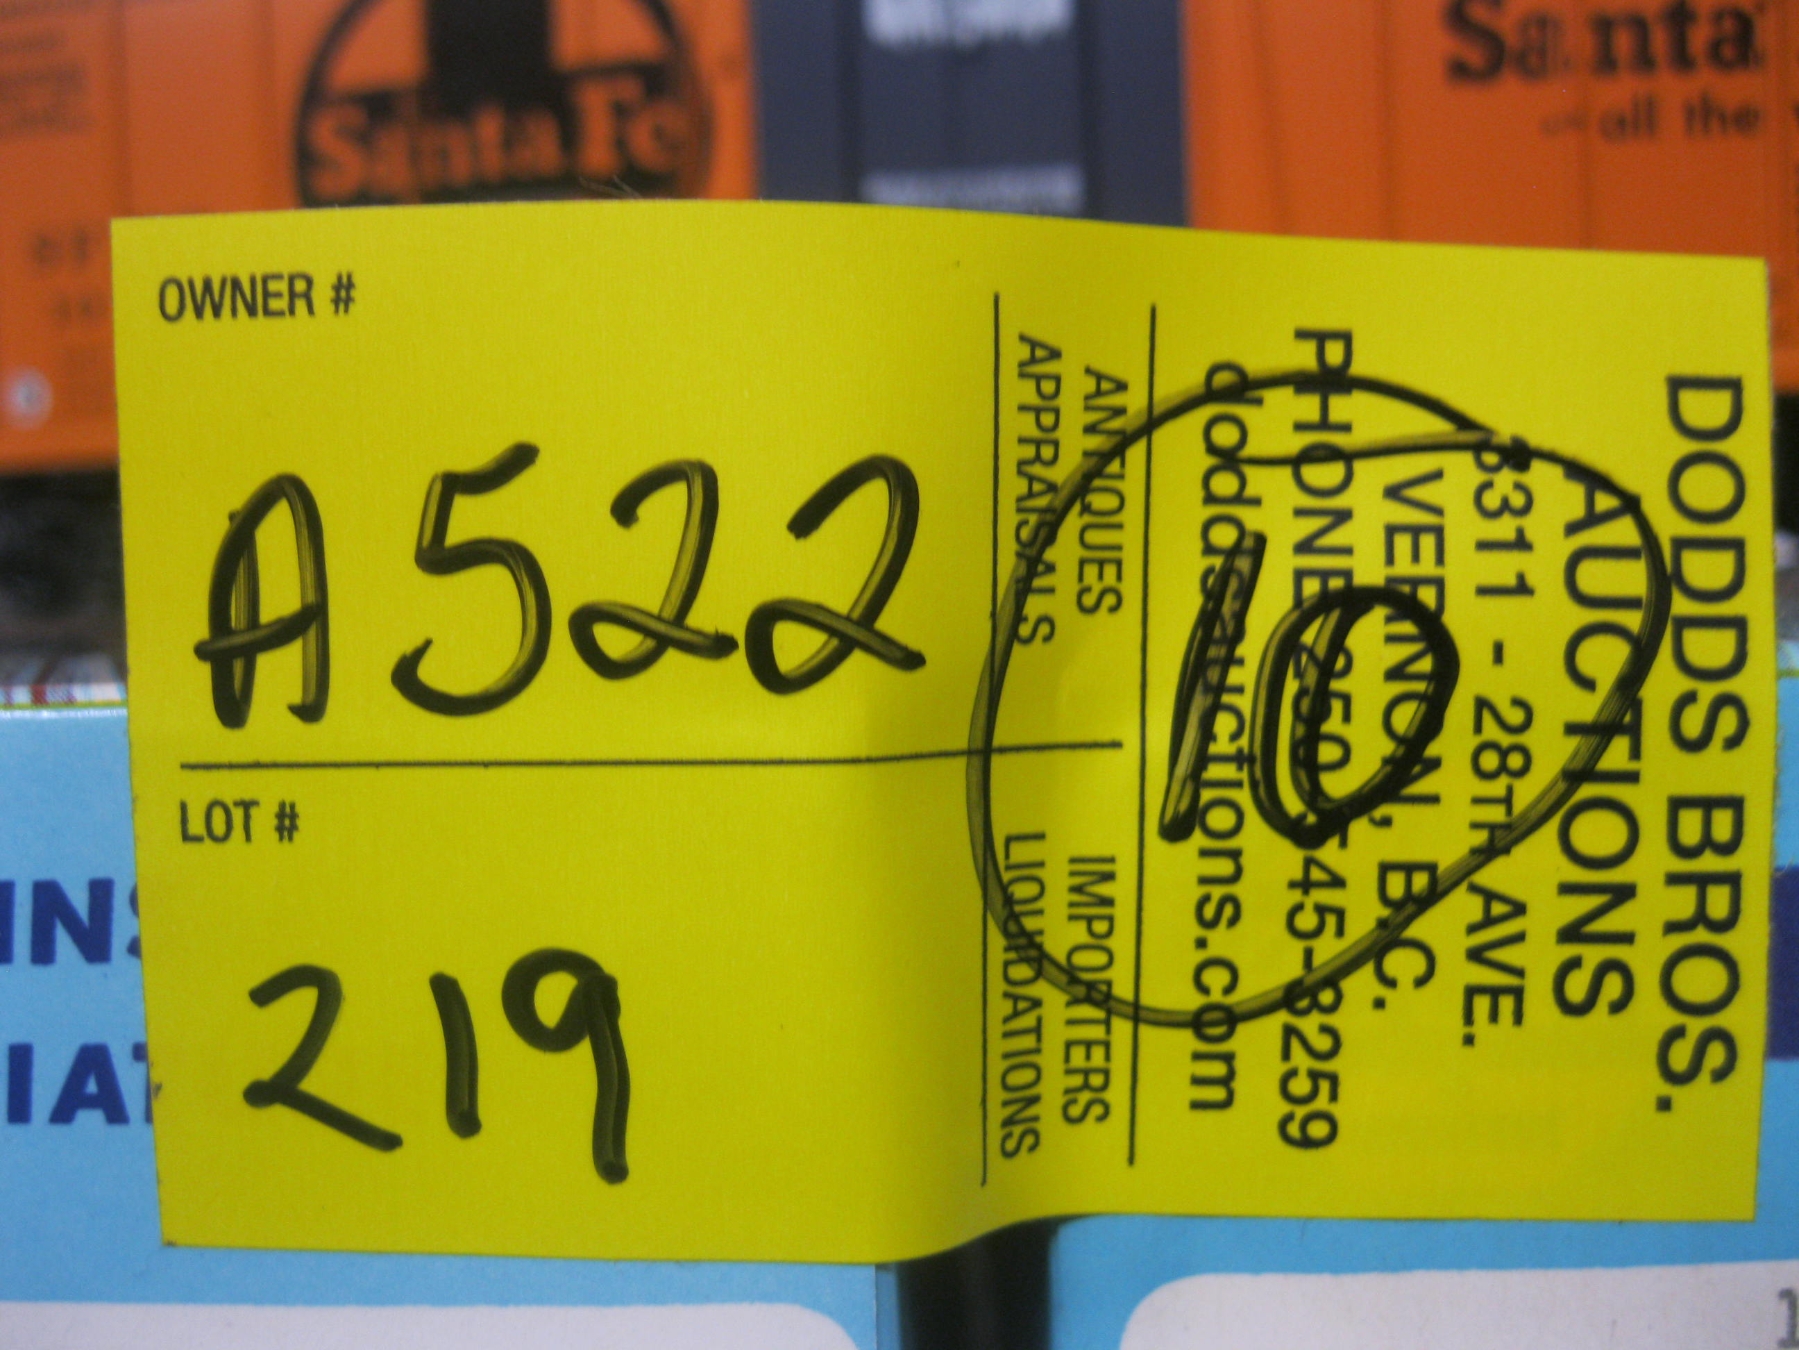 Santa Fe
Santa
all the
OWNER #
A522
LOT #
219
ANTIQUES
APPRAISALS
IMPORTERS
LIQUIDATIONS
DODDS BROS.
AUCTIONS
3311 - 28TH AVE.
VERNON, B.C.
PHONE 250-545-3259
doddsauctions.com
10